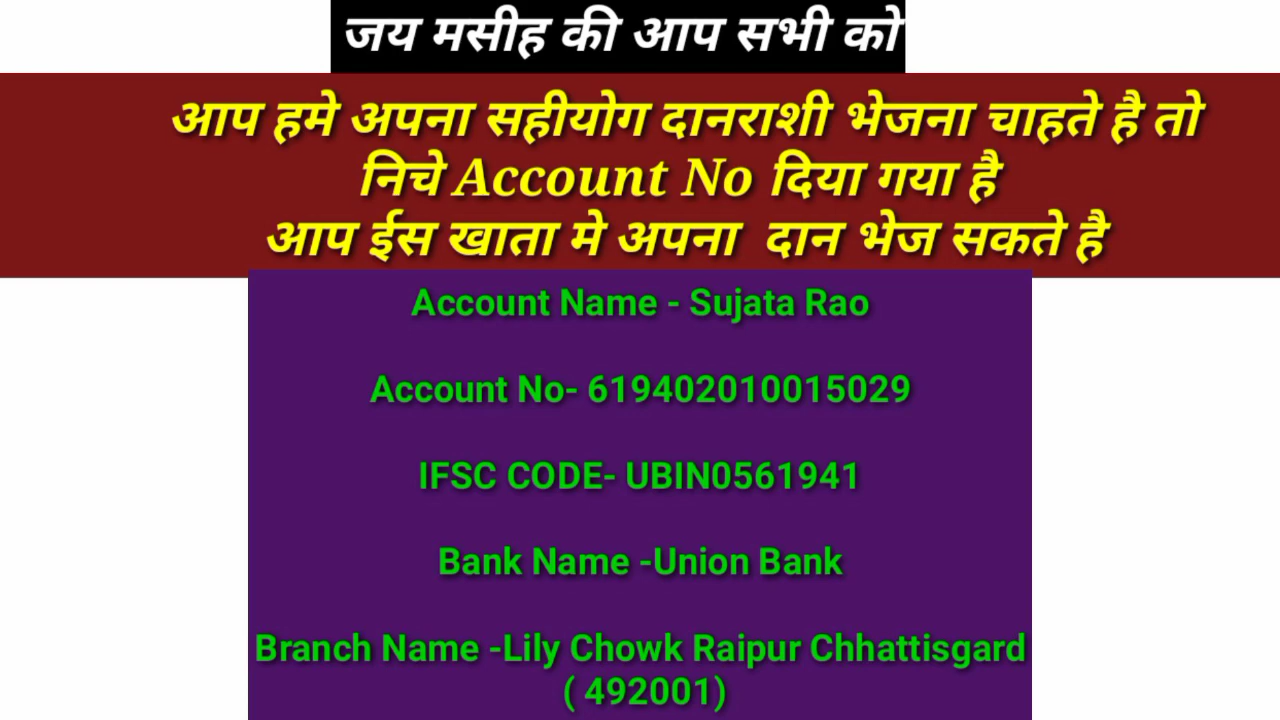 जय मसीह की आप सभी को
आप हमे अपना सहीयोग दानराशी भेजना चाहते है तो
निचे Account No दिया गया है
आप ईस खाता मे अपना दान भेज सकते है
Account Name - Sujata Rao
Account No- 619402010015029
IFSC CODE- UBIN0561941
Bank Name -Union Bank
Branch Name -Lily Chowk Raipur Chhattisgard
( 492001)